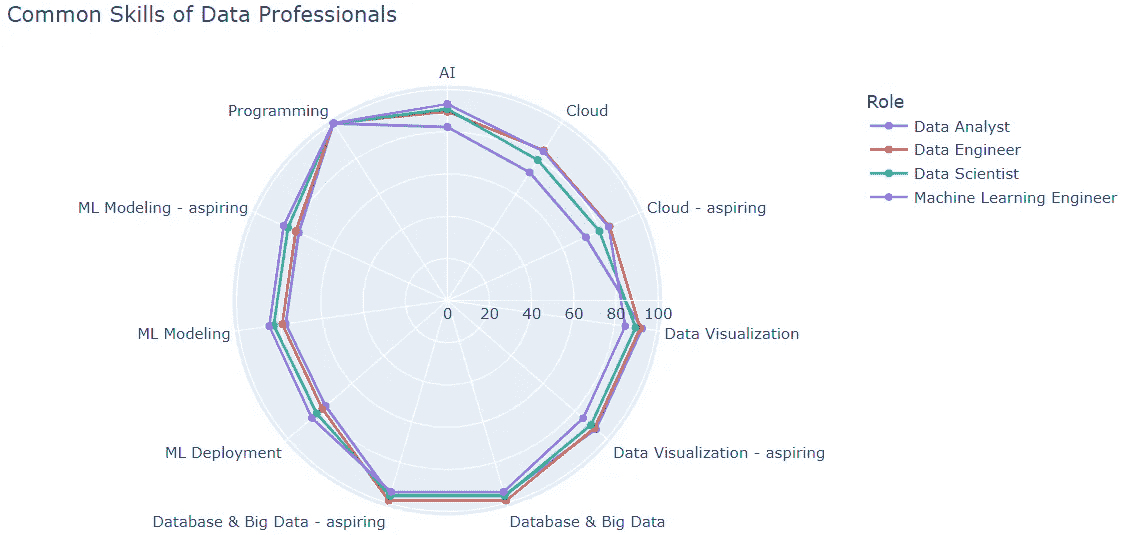 Common Skills of Data Professionals
AI
Programming
Cloud
Role
Data Analyst
Data Engineer
Data Scientist
Machine Learning Engineer
ML Modeling - aspiring
Cloud - aspiring
0 20 40 60 80 100
ML Modeling
Data Visualization
ML Deployment
Data Visualization - aspiring
Database & Big Data - aspiring
Database & Big Data